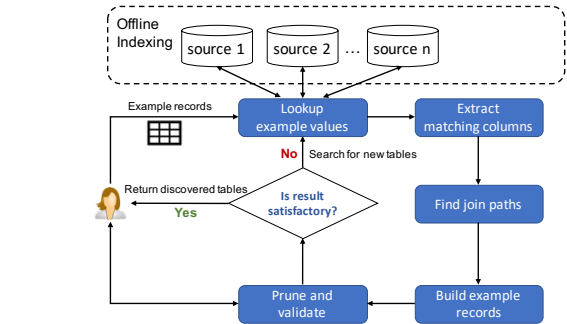 Offline
Indexing
source 1
source 2
...
source n
Example records
Lookup
example values
Extract
matching columns
No
Search for new tables
Return discovered tables
Yes
Is result
satisfactory?
Find join paths
Prune and
validate
Build example
records